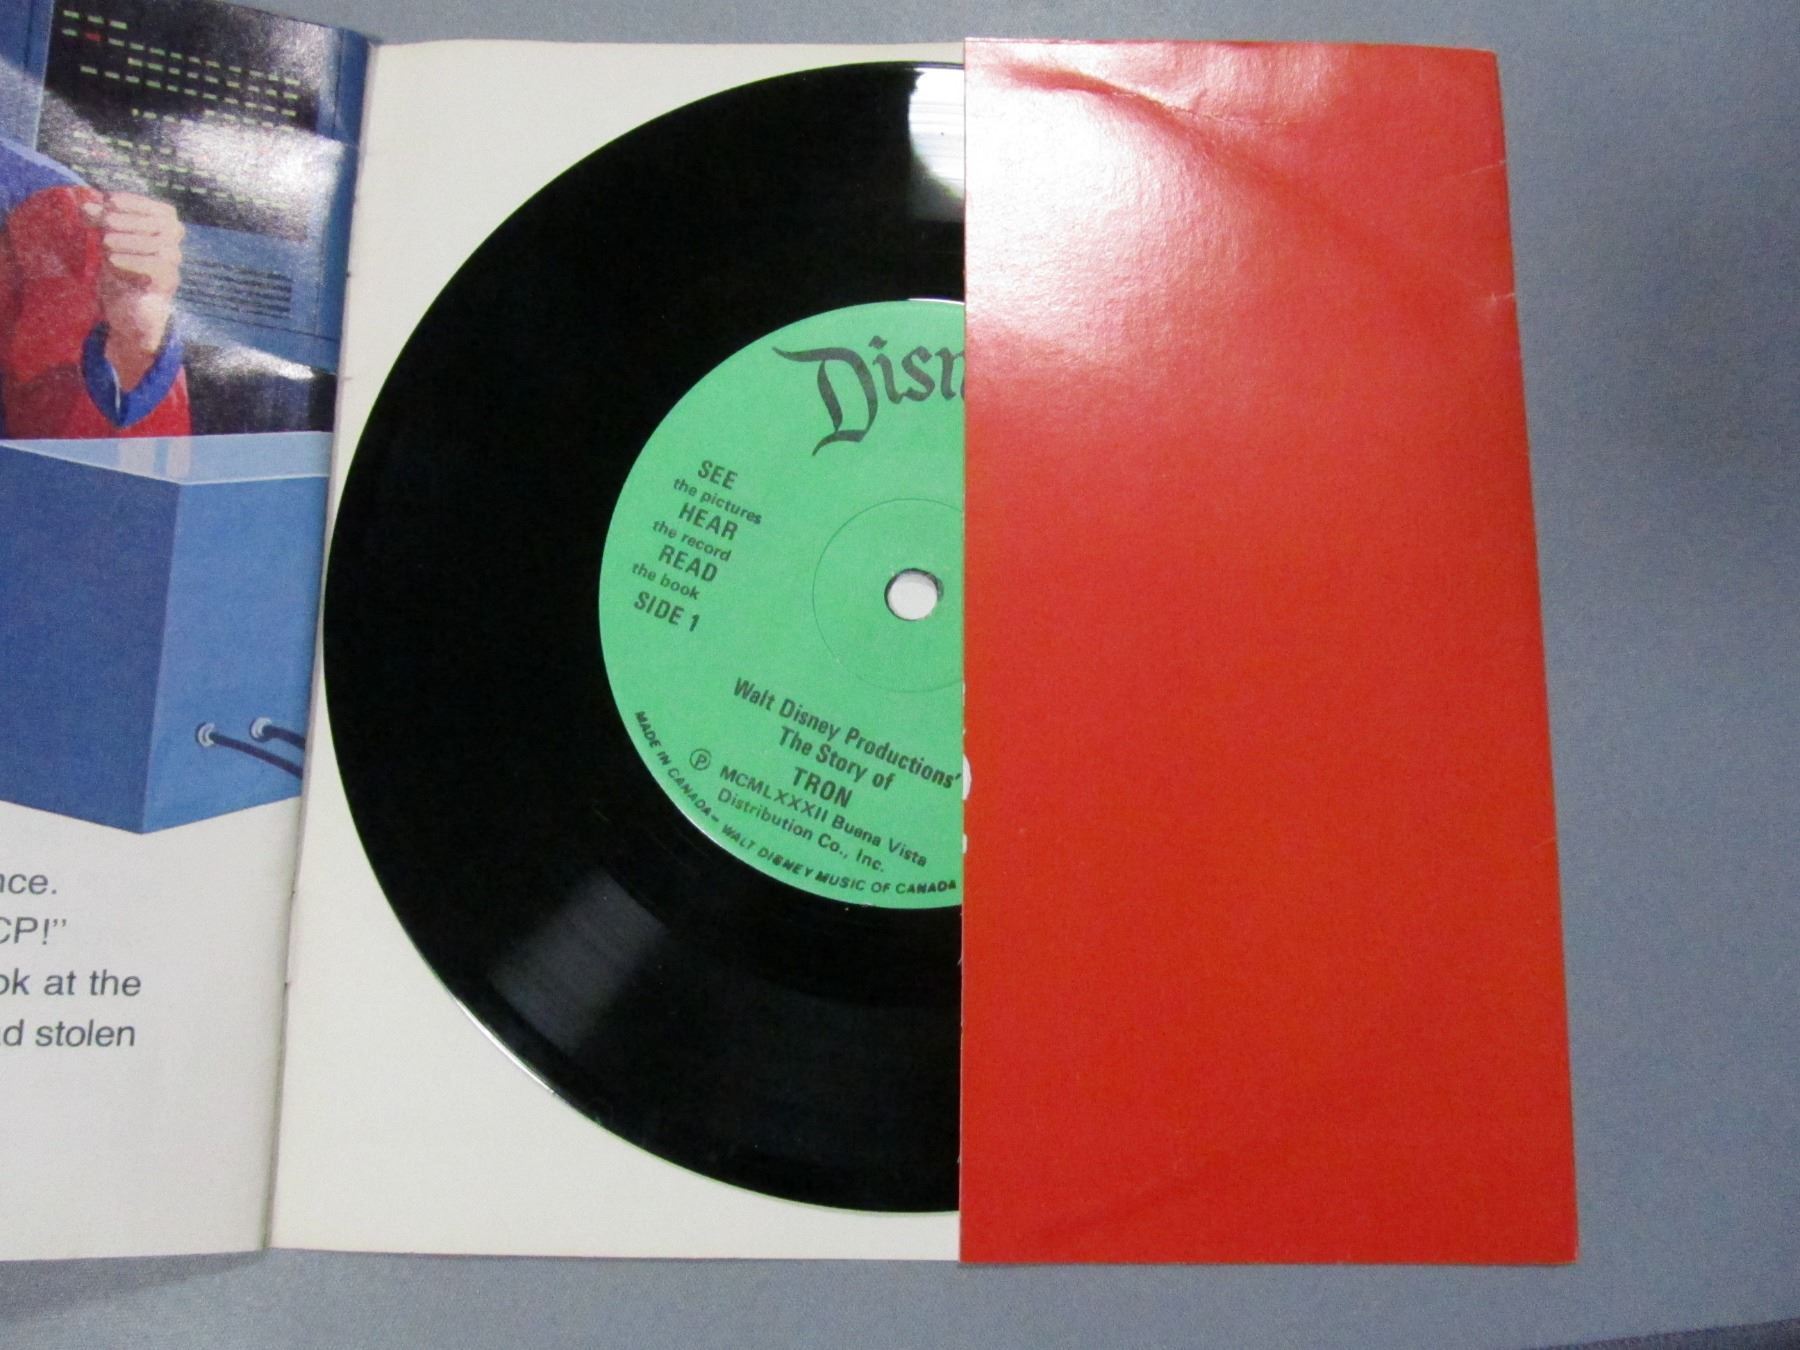 nce.
CP!”
ok at the
d stolen
Disn
SEE
the pictures
HEAR
the record
READ
the book
SIDE 1
Walt Disney Productions'
The Story of
TRON
Ⓟ MCMLXXXII Buena Vista
Distribution Co., Inc.
MADE IN CANADA – WALT DISNEY MUSIC OF CANADA